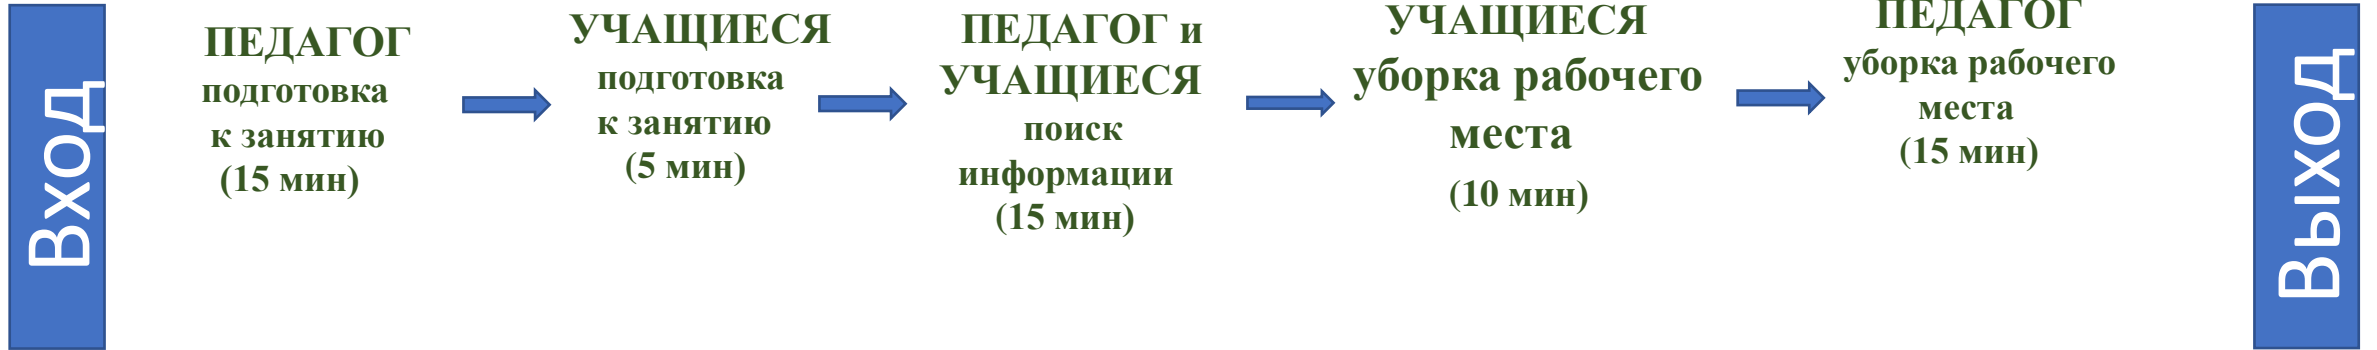 Вход
ПЕДАГОГ
подготовка
к занятию
(15 мин)
УЧАЩИЕСЯ
подготовка
к занятию
(5 мин)
ПЕДАГОГ и
УЧАЩИЕСЯ
поиск
информации
(15 мин)
УЧАЩИЕСЯ
уборка рабочего
места
(10 мин)
ПЕДАГОГ
уборка рабочего
места
(15 мин)
Выход